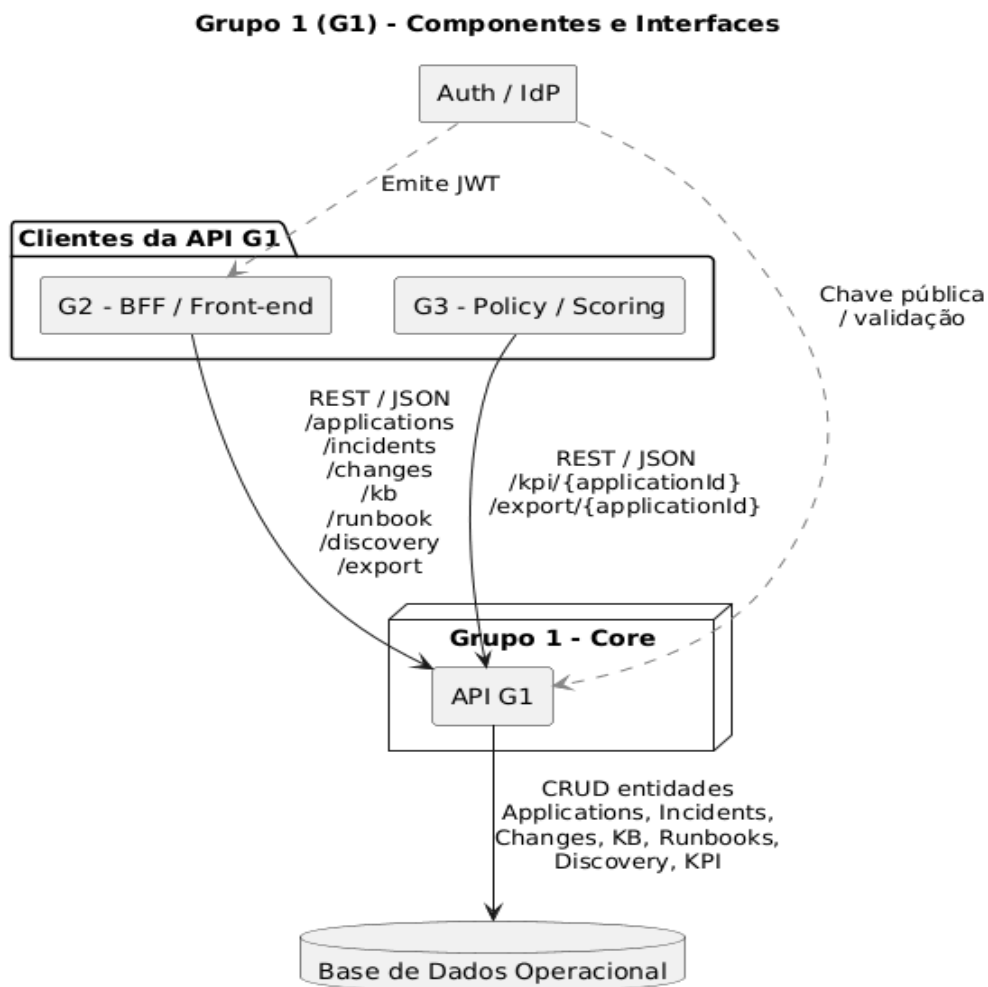 Grupo 1 (G1) - Componentes e Interfaces
Auth / IdP
Emite JWT
Clientes da API G1
G2 - BFF / Front-end
G3 - Policy / Scoring
Chave pública
/ validação
REST / JSON
/applications
/incidents
/changes
/kb
/runbook
/discovery
/export
REST / JSON
/kpi/{applicationId}
/export/{applicationId}
Grupo 1 - Core
API G1
CRUD entidades
Applications, Incidents,
Changes, KB, Runbooks,
Discovery, KPI
Base de Dados Operacional